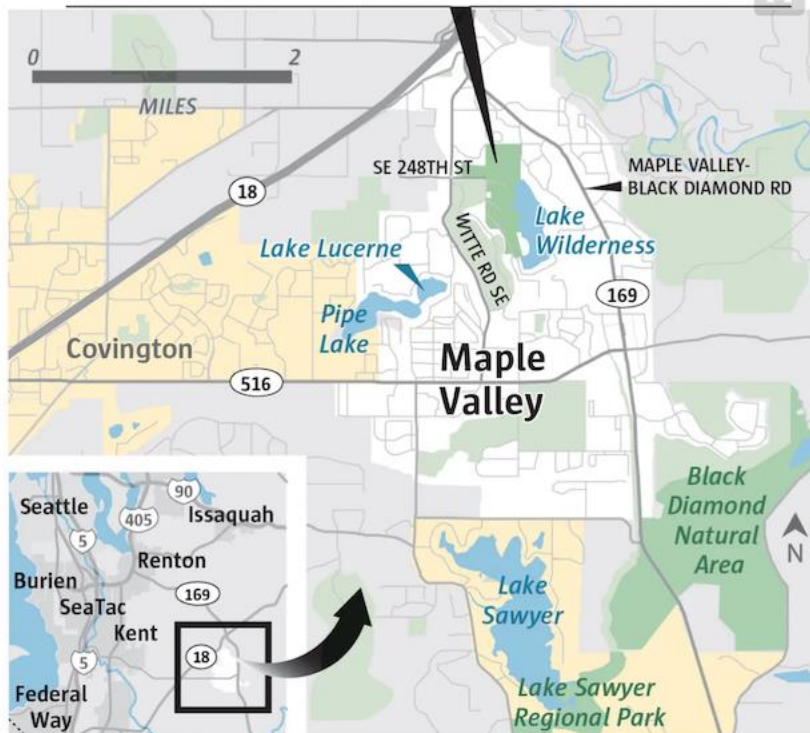 0
2
MILES
SE 248TH ST
MAPLE VALLEY-
BLACK DIAMOND RD
18
Lake
Wilderness
WITTE RD SE
Lake Lucerne
169
Pipe
Lake
Covington
Maple
Valley
516
Black
Diamond
Natural
Area
N
Lake
Sawyer
Lake Sawyer
Regional Park
90
Seattle
405
Issaquah
5
Renton
Burien
169
SeaTac
Kent
18
5
Federal
Way